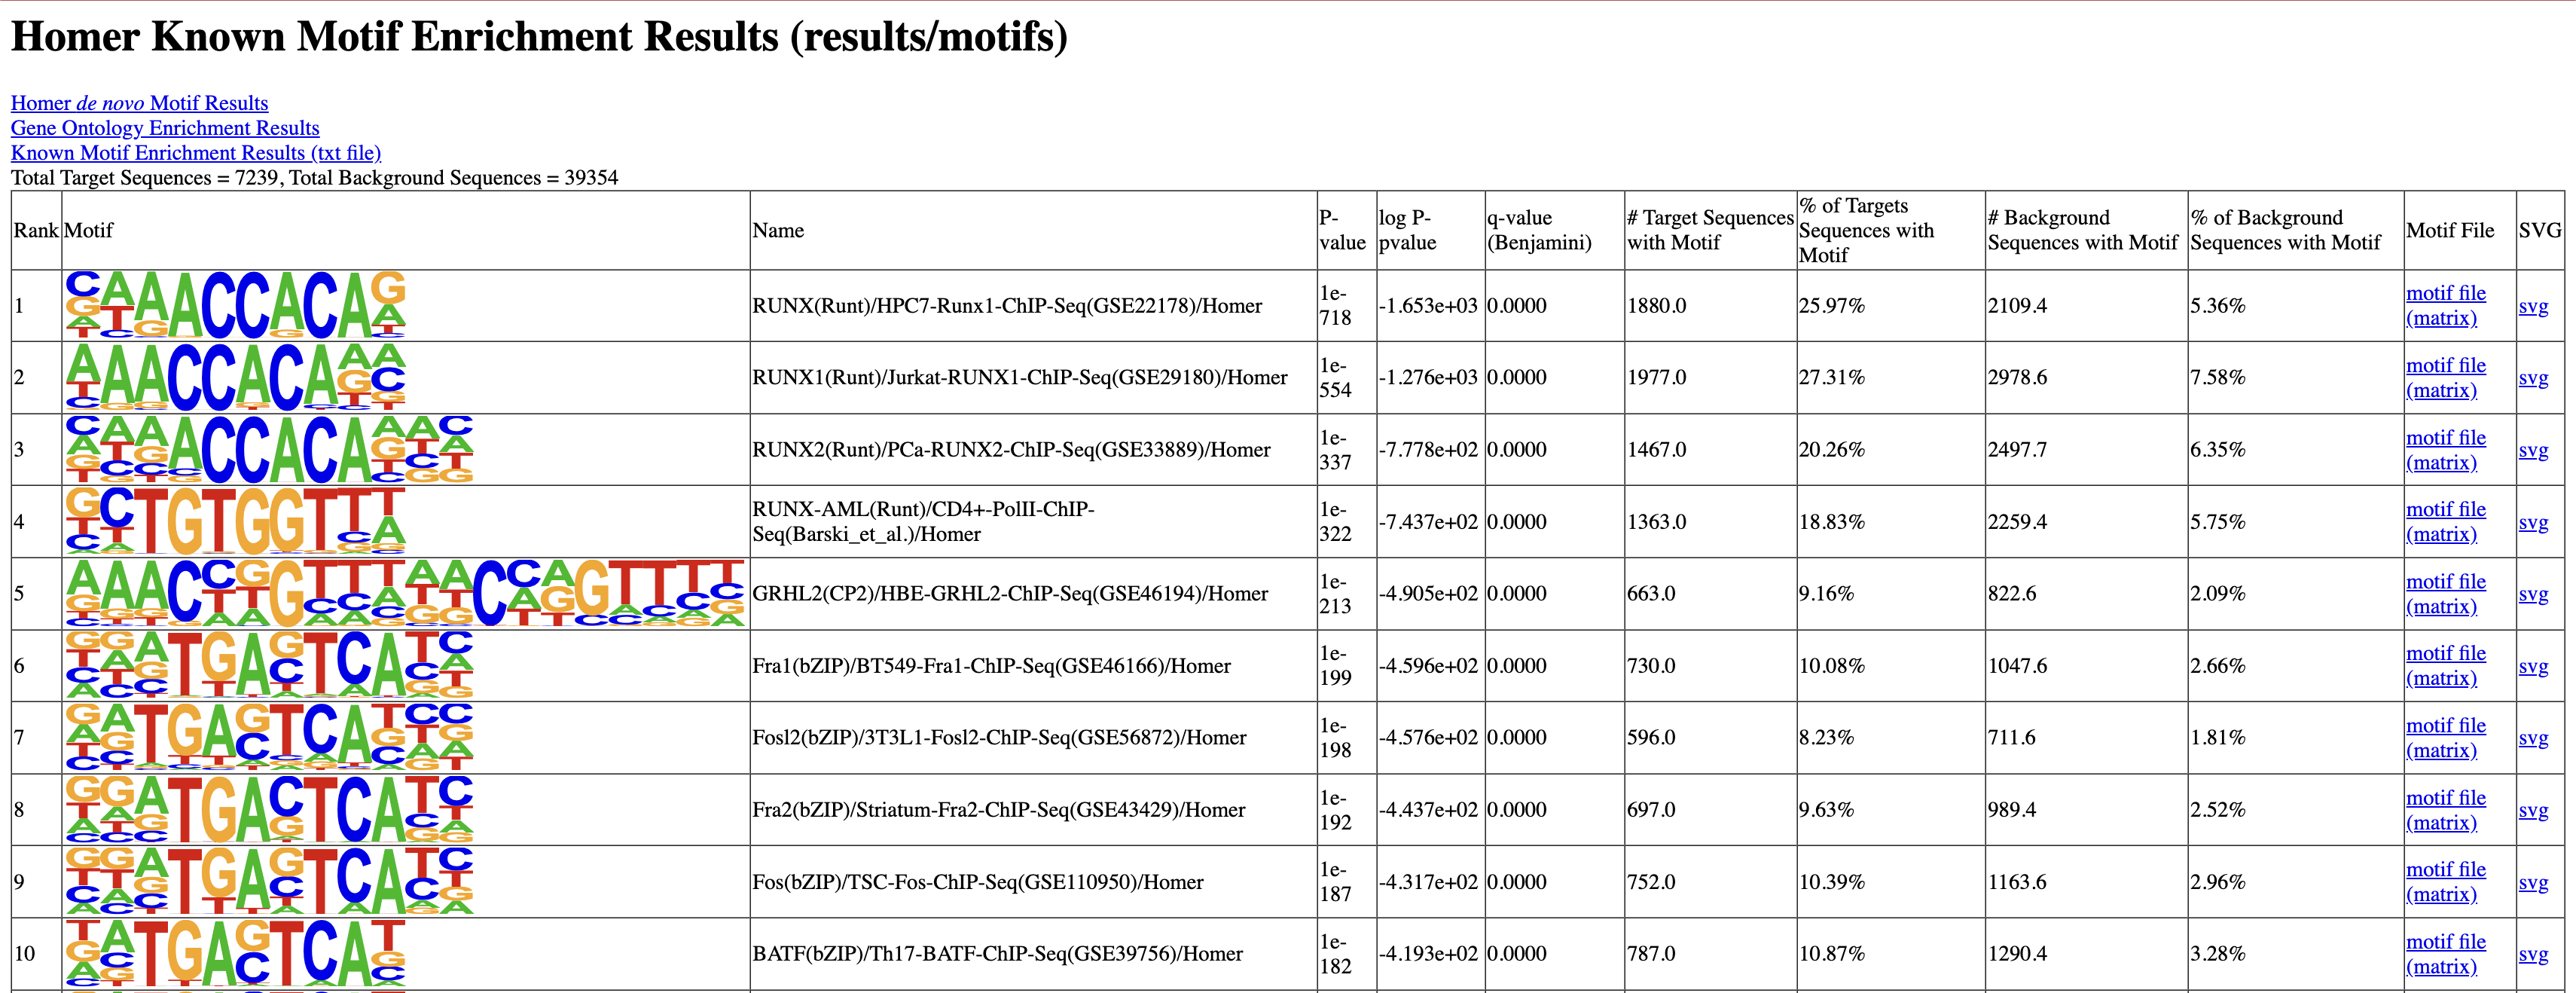 Homer Known Motif Enrichment Results (results/motifs)
Homer de novo Motif Results
Gene Ontology Enrichment Results
Known Motif Enrichment Results (txt file)
Total Target Sequences = 7239, Total Background Sequences = 39354
Rank Motif Name P-value log P-pvalue q-value (Benjamini) # Target Sequences with Motif % of Targets Sequences with Motif # Background Sequences with Motif % of Background Sequences with Motif Motif File SVG
1 RUNX(Runt)/HPC7-Runx1-ChIP-Seq(GSE22178)/Homer 1e-718 -1.653e+03 0.0000 1880.0 25.97% 2109.4 5.36% motif file (matrix) svg
2 RUNX1(Runt)/Jurkat-RUNX1-ChIP-Seq(GSE29180)/Homer 1e-554 -1.276e+03 0.0000 1977.0 27.31% 2978.6 7.58% motif file (matrix) svg
3 RUNX2(Runt)/PCa-RUNX2-ChIP-Seq(GSE33889)/Homer 1e-337 -7.778e+02 0.0000 1467.0 20.26% 2497.7 6.35% motif file (matrix) svg
4 RUNX-AML(Runt)/CD4+-PolII-ChIP-Seq(Barski_et_al.)/Homer 1e-322 -7.437e+02 0.0000 1363.0 18.83% 2259.4 5.75% motif file (matrix) svg
5 GRHL2(CP2)/HBE-GRHL2-ChIP-Seq(GSE46194)/Homer 1e-213 -4.905e+02 0.0000 663.0 9.16% 822.6 2.09% motif file (matrix) svg
6 Fra1(bZIP)/BT549-Fra1-ChIP-Seq(GSE46166)/Homer 1e-199 -4.596e+02 0.0000 730.0 10.08% 1047.6 2.66% motif file (matrix) svg
7 Fosl2(bZIP)/3T3L1-Fosl2-ChIP-Seq(GSE56872)/Homer 1e-198 -4.576e+02 0.0000 596.0 8.23% 711.6 1.81% motif file (matrix) svg
8 Fra2(bZIP)/Striatum-Fra2-ChIP-Seq(GSE43429)/Homer 1e-192 -4.437e+02 0.0000 697.0 9.63% 989.4 2.52% motif file (matrix) svg
9 Fos(bZIP)/TSC-Fos-ChIP-Seq(GSE110950)/Homer 1e-187 -4.317e+02 0.0000 752.0 10.39% 1163.6 2.96% motif file (matrix) svg
10 BATF(bZIP)/Th17-BATF-ChIP-Seq(GSE39756)/Homer 1e-182 -4.193e+02 0.0000 787.0 10.87% 1290.4 3.28% motif file (matrix) svg